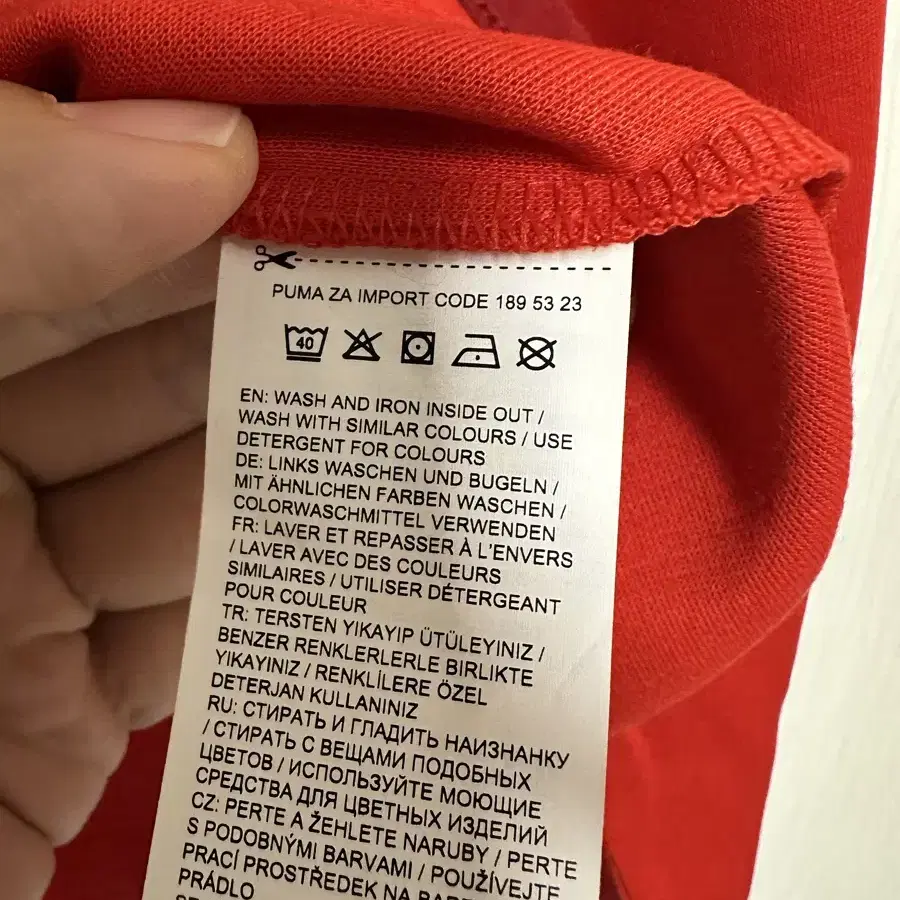 PUMA ZA IMPORT CODE 189 53 23
40
EN: WASH AND IRON INSIDE OUT /
WASH WITH SIMILAR COLOURS / USE
DETERGENT FOR COLOURS
DE: LINKS WASCHEN UND BUGELN /
MIT ÄHNLICHEN FARBEN WASCHEN /
COLORWASCHMITTEL VERWENDEN
FR: LAVER ET REPASSER À L'ENVERS
/ LAVER AVEC DES COULEURS
SIMILAIRES / UTILISER DÉTERGEANT
POUR COULEUR
TR: TERSTEN YIKAYIP ÜTÜLEYINIZ /
BENZER RENKLERLERLE BIRLIKTE
YIKAYINIZ / RENKLİLERE ÖZEL
DETERJAN KULLANINIZ
RU: СТИРАТЬ И ГЛАДИТЬ НАИЗНАНКУ
/ СТИРАТЬ С ВЕЩАМИ ПОДОБНЫХ
ЦВЕТОВ / ИСПОЛЬЗУЙТЕ МОЮЩИЕ
СРЕДСТВА ДЛЯ ЦВЕТНЫХ ИЗДЕЛИЙ
CZ: PERTE A ŽEHLETE NARUBY / PERTE
S PODOBNÝMI BARVAMI / POUŽÍVEJTE
PRACÍ PROSTŘEDEK NA
PRÁDLO